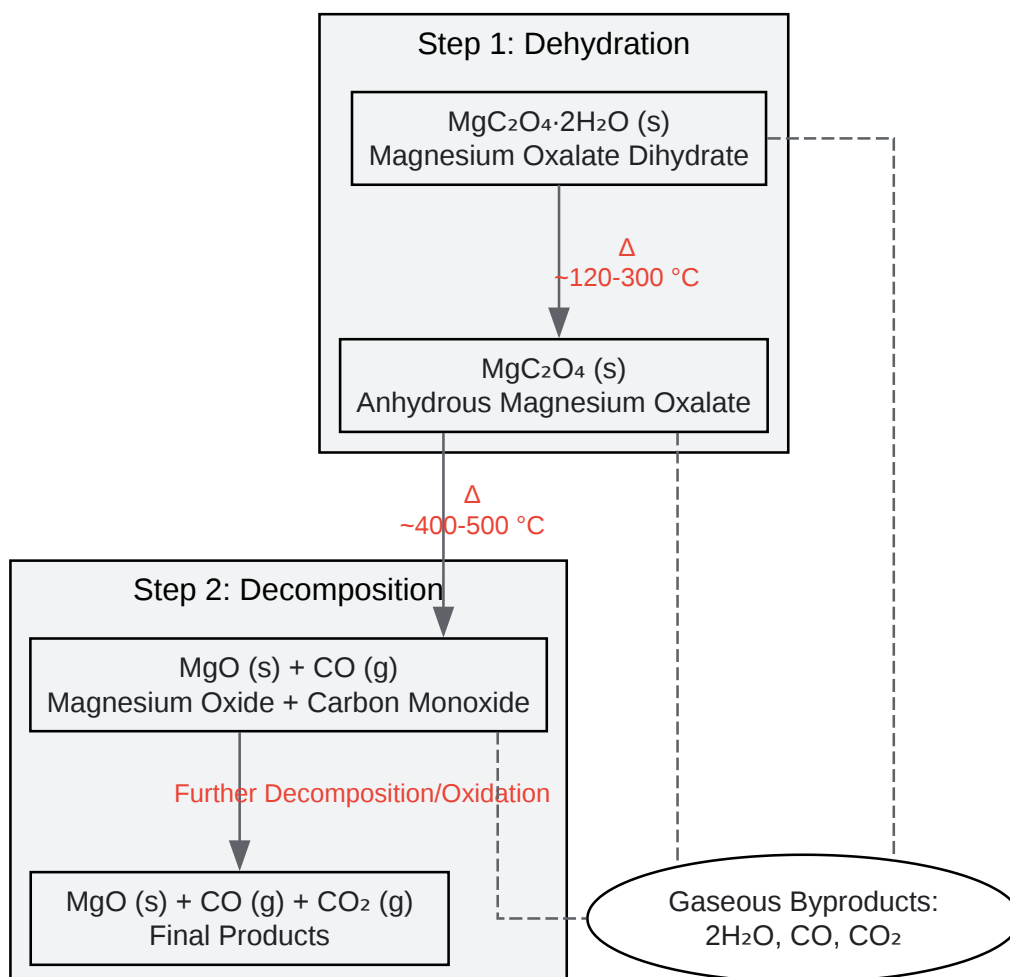 Step 1: Dehydration
MgC₂O₄·2H₂O (s)
Magnesium Oxalate Dihydrate
Δ
~120-300 °C
MgC₂O₄ (s)
Anhydrous Magnesium Oxalate
Δ
~400-500 °C
Step 2: Decomposition
MgO (s) + CO (g)
Magnesium Oxide + Carbon Monoxide
Further Decomposition/Oxidation
MgO (s) + CO (g) + CO₂ (g)
Final Products
Gaseous Byproducts:
2H₂O, CO, CO₂